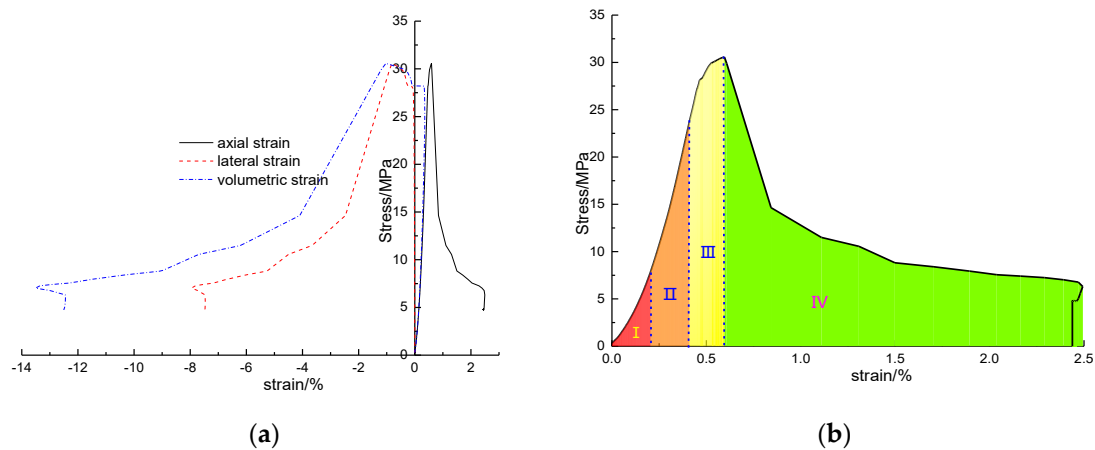 35
30
25
20
15
10
5
0
Stress/MPa
axial strain
lateral strain
volumetric strain
-14 -12 -10 -8 -6 -4 -2 0 2
strain/%
(a)
35
30
25
20
15
10
5
0
Stress/MPa
I II III IV
0.0 0.5 1.0 1.5 2.0 2.5
strain/%
(b)